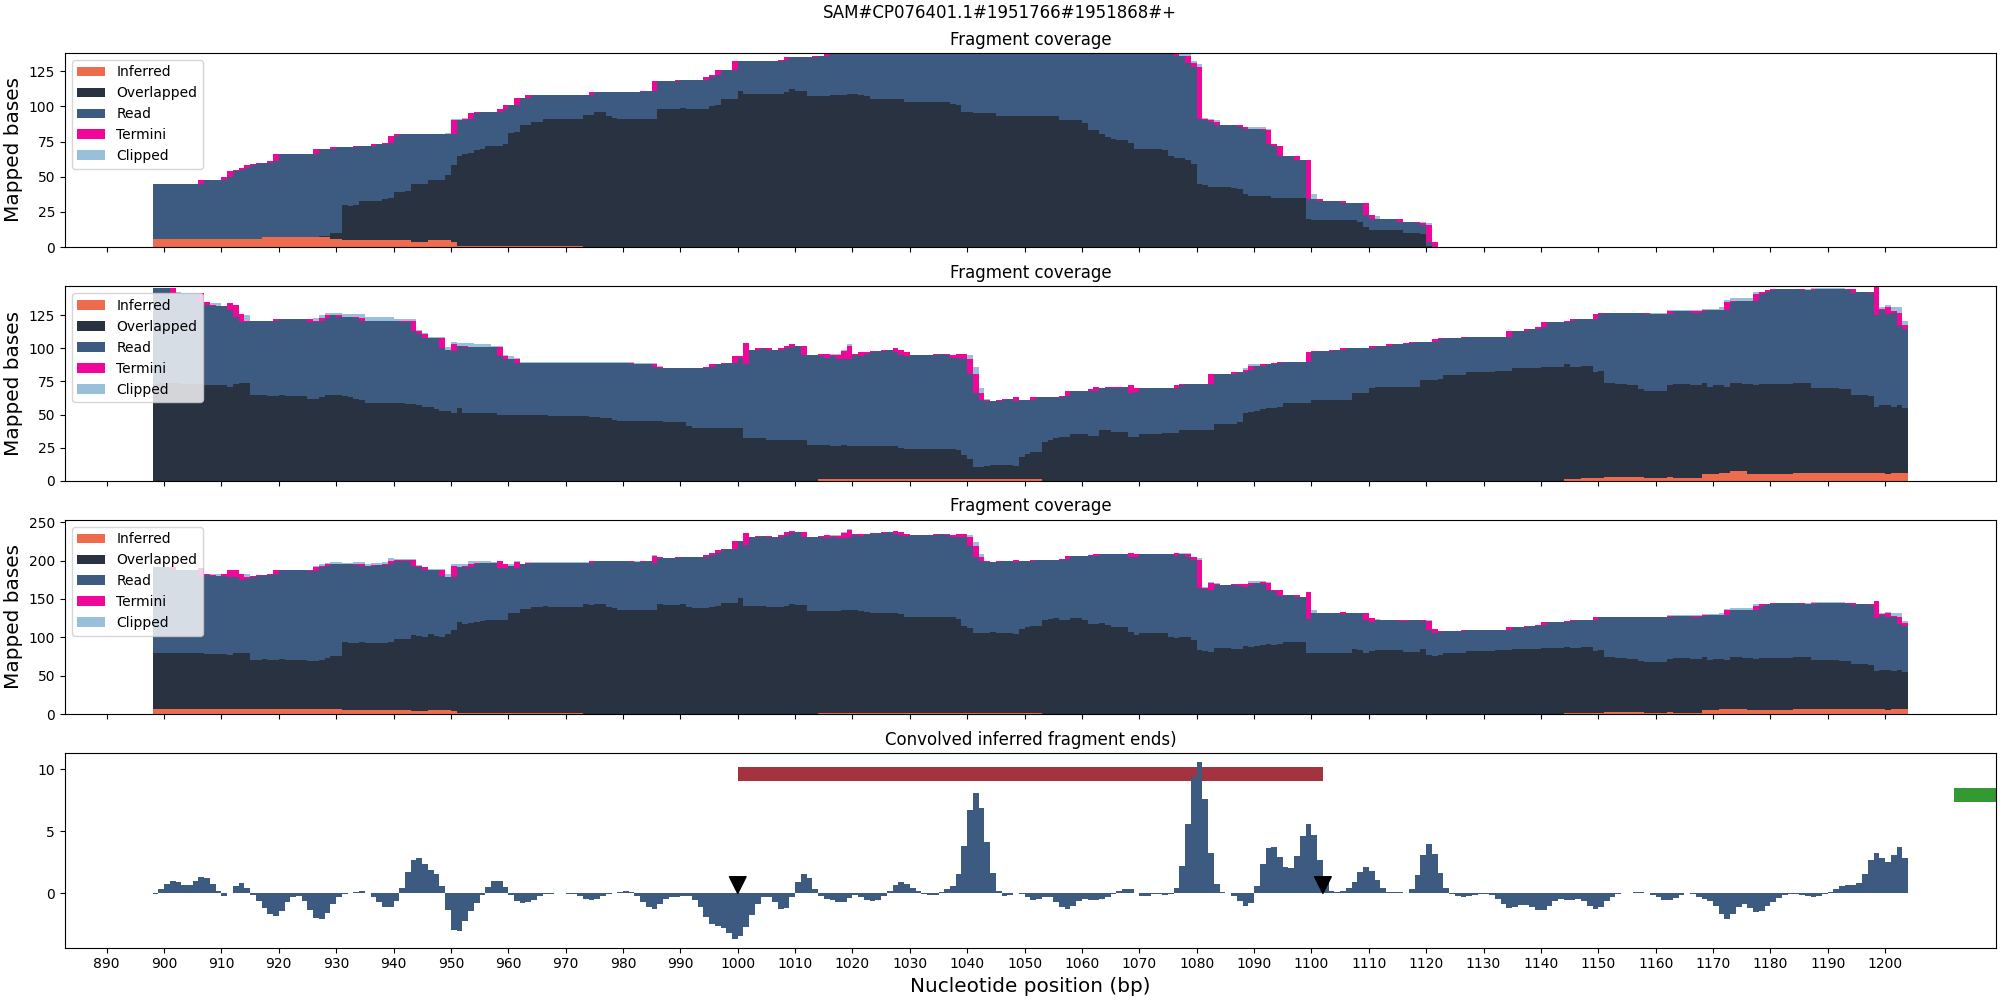 SAM#CP076401.1#1951766#1951868#+
Fragment coverage
Mapped bases
125
100
75
50
25
0
Inferred
Overlapped
Read
Termini
Clipped
Fragment coverage
Mapped bases
125
100
75
50
25
0
Inferred
Overlapped
Read
Termini
Clipped
Fragment coverage
Mapped bases
250
200
150
100
50
0
Inferred
Overlapped
Read
Termini
Clipped
Convolved inferred fragment ends)
10
5
0
890 900 910 920 930 940 950 960 970 980 990 1000 1010 1020 1030 1040 1050 1060 1070 1080 1090 1100 1110 1120 1130 1140 1150 1160 1170 1180 1190 1200
Nucleotide position (bp)